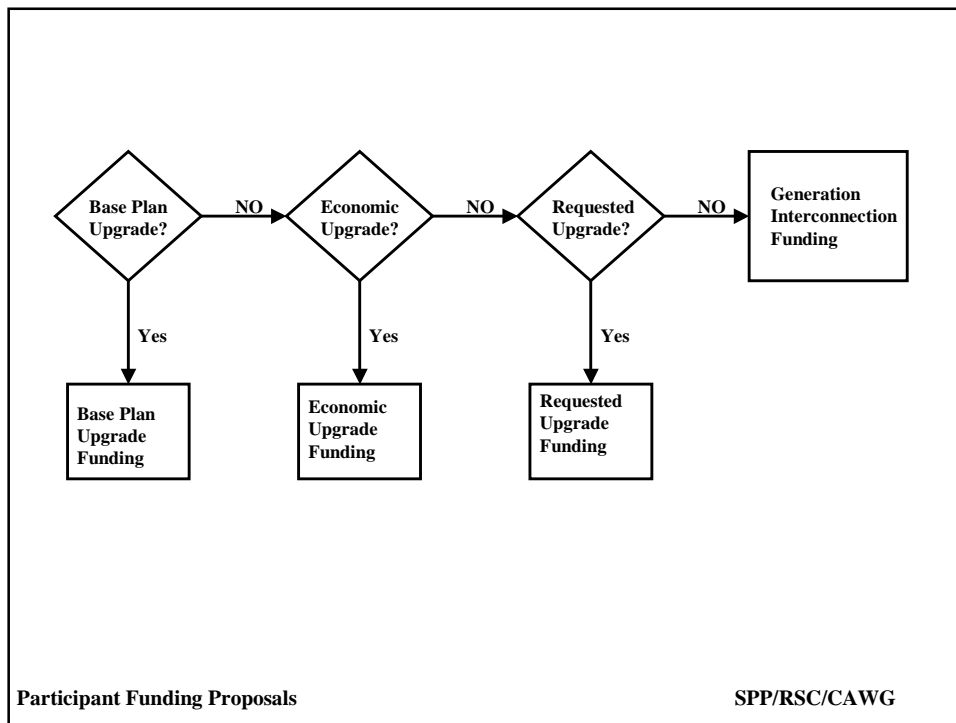 Base Plan
Upgrade?
NO
Economic
Upgrade?
NO
Requested
Upgrade?
NO
Generation
Interconnection
Funding
Yes
Yes
Yes
Base Plan
Upgrade
Funding
Economic
Upgrade
Funding
Requested
Upgrade
Funding
Participant Funding Proposals
SPP/RSC/CAWG